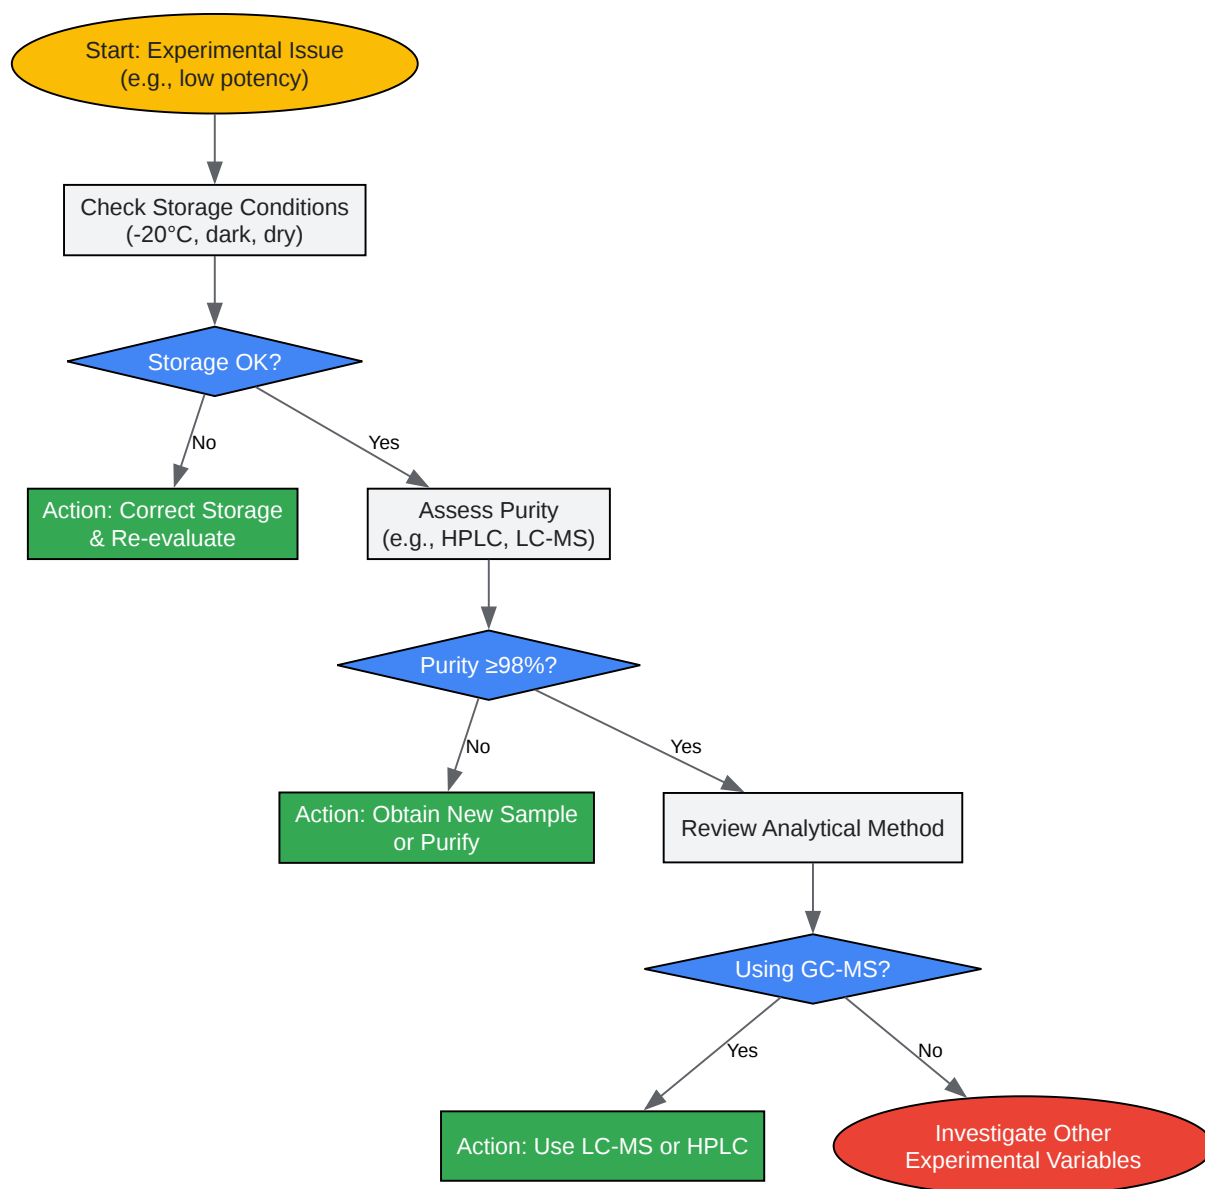 Start: Experimental Issue
(e.g., low potency)
Check Storage Conditions
(-20°C, dark, dry)
Storage OK?
No
Yes
Action: Correct Storage
& Re-evaluate
Assess Purity
(e.g., HPLC, LC-MS)
Purity ≥98%?
No
Yes
Action: Obtain New Sample
or Purify
Review Analytical Method
Using GC-MS?
Yes
No
Action: Use LC-MS or HPLC
Investigate Other
Experimental Variables